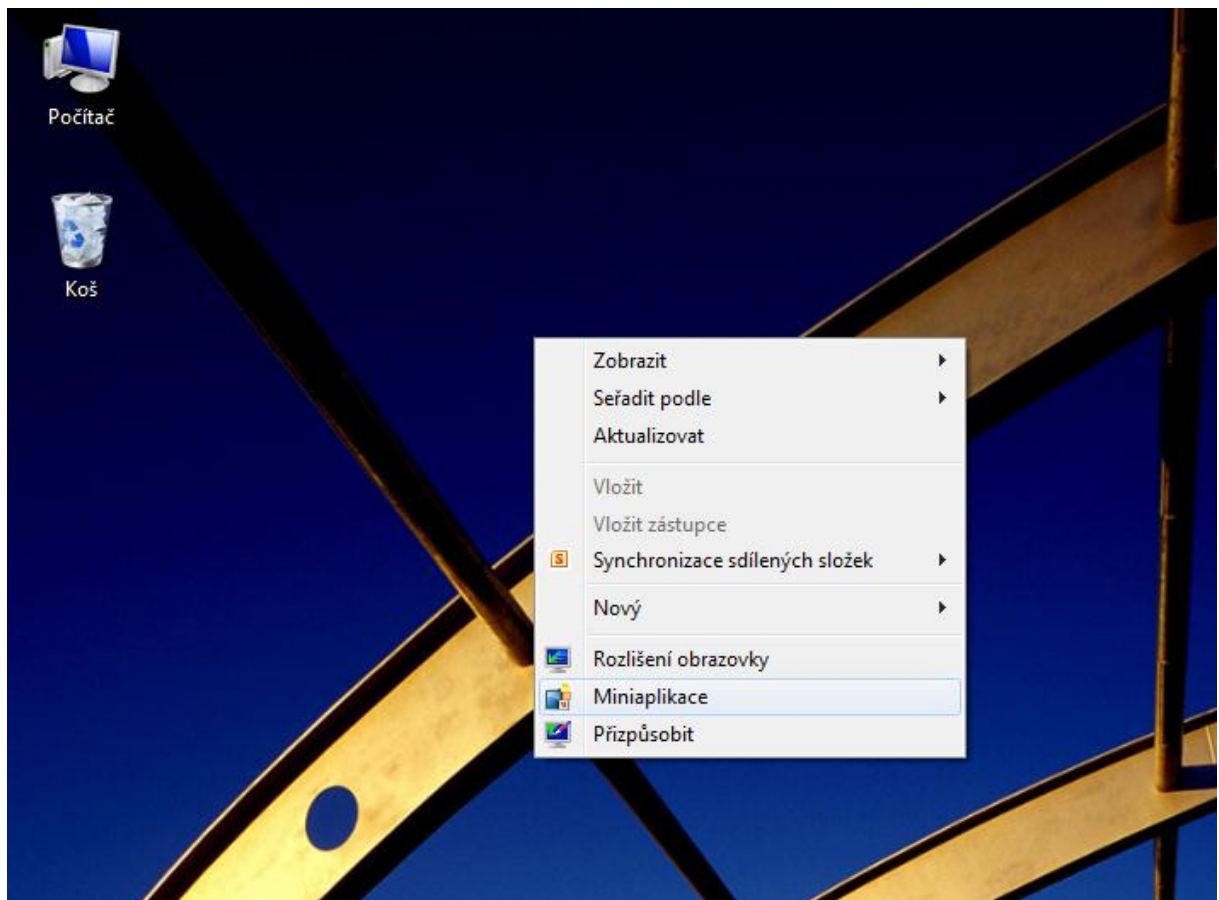 Počítač
Koš
Zobrazit
Seřadit podle
Aktualizovat
Vložit
Vložit zástupce
Synchronizace sdílených složek
Nový
Rozlišení obrazovky
Miniaplikace
Přizpůsobit